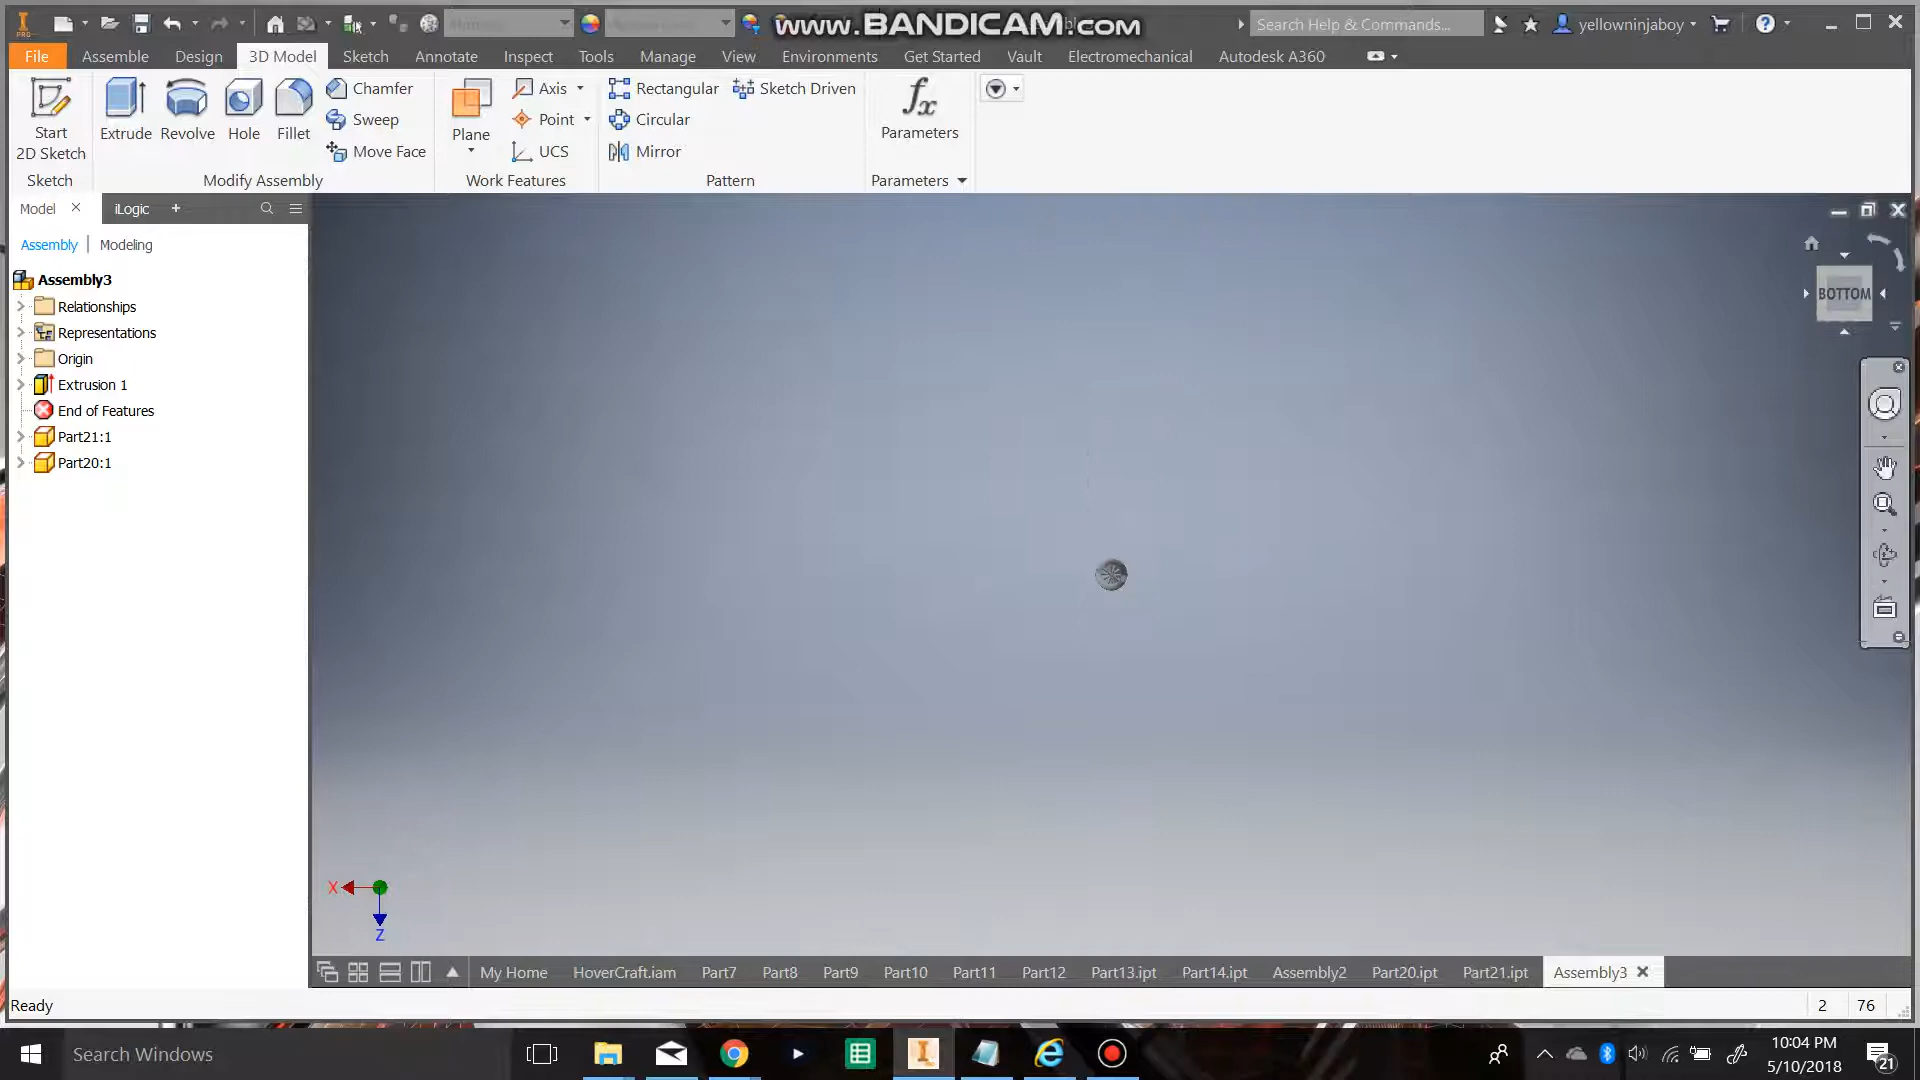 PRO
www.BANDICAM.com
Search Help & Commands...
yellowninjaboy
File
Assemble
Design
3D Model
Sketch
Annotate
Inspect
Tools
Manage
View
Environments
Get Started
Vault
Electromechanical
Autodesk A360
Start
2D Sketch
Extrude
Revolve
Hole
Fillet
Chamfer
Sweep
Move Face
Plane
Axis
Point
UCS
Rectangular
Sketch Driven
Circular
Mirror
fx
Parameters
Sketch
Modify Assembly
Work Features
Pattern
Parameters
Model
iLogic
Assembly
Modeling
Assembly3
Relationships
Representations
Origin
Extrusion 1
End of Features
Part21:1
Part20:1
BOTTOM
X
Z
My Home
HoverCraft.iam
Part7
Part8
Part9
Part10
Part11
Part12
Part13.ipt
Part14.ipt
Assembly2
Part20.ipt
Part21.ipt
Assembly3
Ready
2
76
Search Windows
10:04 PM
5/10/2018
21